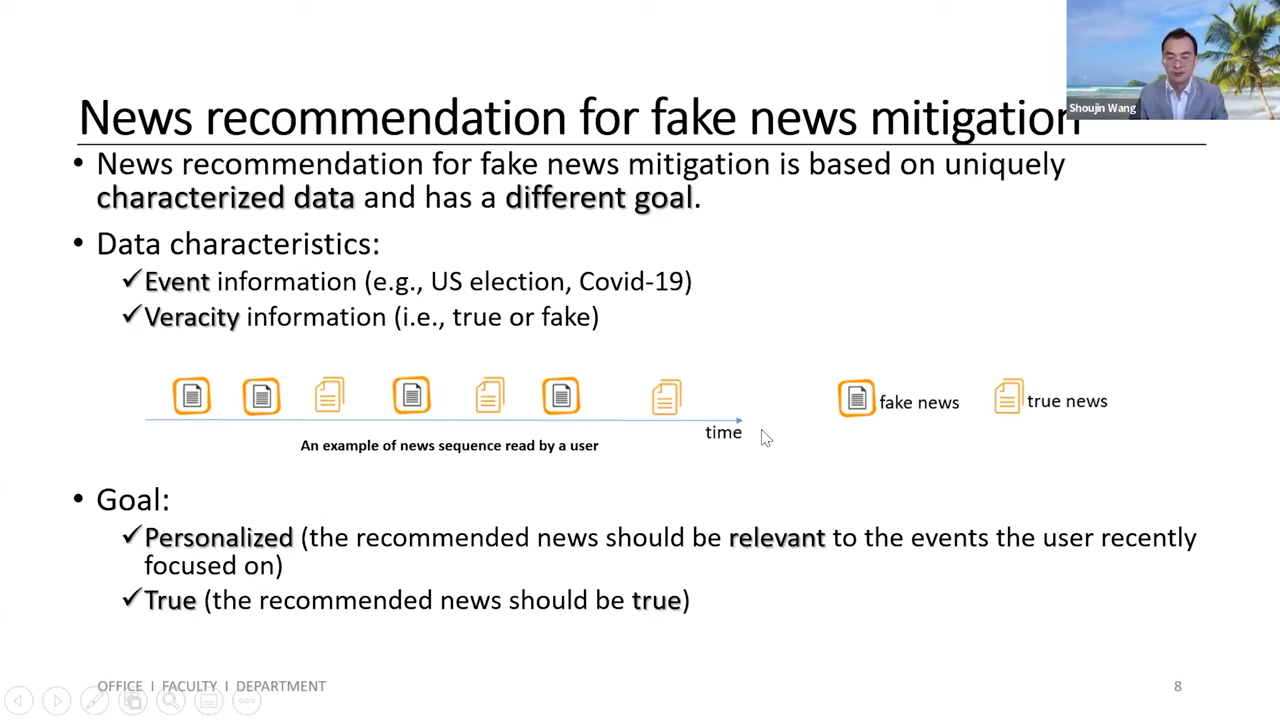 Shoujin Wang
News recommendation for fake news mitigation
• News recommendation for fake news mitigation is based on uniquely
characterized data and has a different goal.
• Data characteristics:
✓Event information (e.g., US election, Covid-19)
✓Veracity information (i.e., true or fake)
fake news
true news
time
An example of news sequence read by a user
• Goal:
✓Personalized (the recommended news should be relevant to the events the user recently
focused on)
✓True (the recommended news should be true)
OFFICE I FACULTY I DEPARTMENT
8